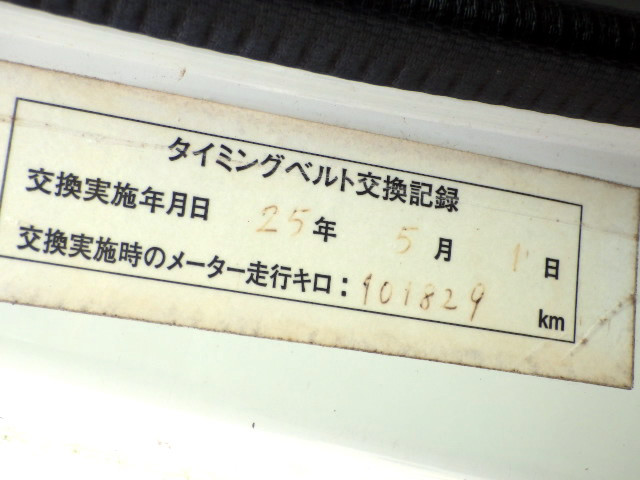 タイミングベルト交換記録
交換実施年月日 25年 5月 1日
交換実施時のメーター走行キロ：101829 km